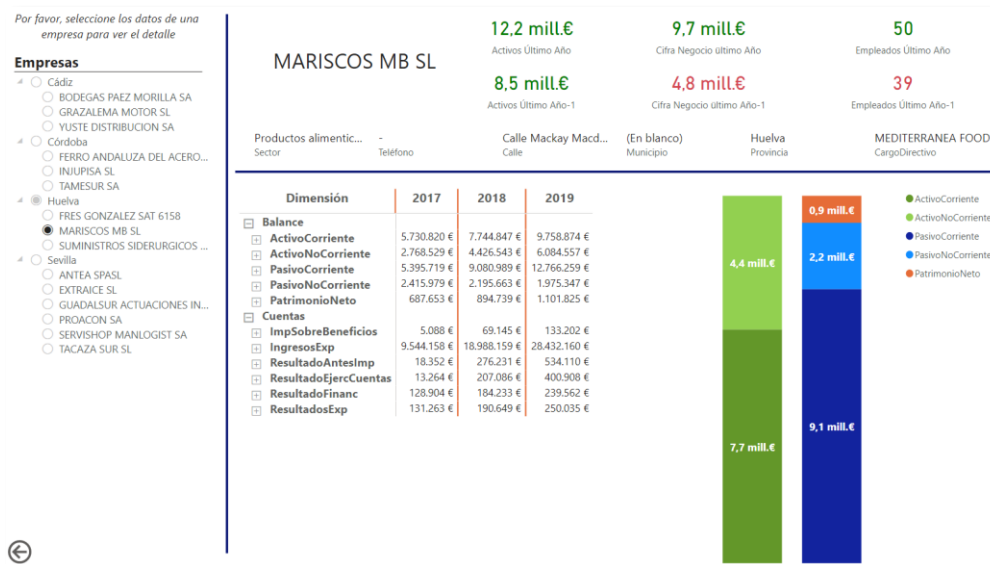 Por favor, seleccione los datos de una
empresa para ver el detalle
Empresas
Cádiz
BODEGAS PAEZ MORILLA SA
GRAZALEMA MOTOR SL
YUSTE DISTRIBUCION SA
Córdoba
FERRO ANDALUZA DEL ACERO...
INJUPISA SL
TAMESUR SA
Huelva
FRES GONZALEZ SAT 6158
MARISCOS MB SL
SUMINISTROS SIDERURGICOS ...
Sevilla
ANTEA SPASL
EXTRAICE SL
GUADALSUR ACTUACIONES IN...
PROACON SA
SERVISHOP MANLOGIST SA
TACAZA SUR SL
MARISCOS MB SL
12,2 mill.€ 9,7 mill.€ 50
Activos Último Año Cifra Negocio último Año Empleados Último Año
8,5 mill.€ 4,8 mill.€ 39
Activos Último Año-1 Cifra Negocio último Año-1 Empleados Último Año-1
Productos alimentic... - Calle Mackay Macd... (En blanco) Huelva MEDITERRANEA FOOD
Sector Teléfono Calle Municipio Provincia CargoDirectivo
Dimensión 2017 2018 2019
Balance
ActivoCorriente 5.730.820 € 7.744.847 € 9.758.874 €
ActivoNoCorriente 2.768.529 € 4.426.543 € 6.084.557 €
PasivoCorriente 5.395.719 € 9.080.989 € 12.766.259 €
PasivoNoCorriente 2.415.979 € 2.195.663 € 1.975.347 €
PatrimonioNeto 687.653 € 894.739 € 1.101.825 €
Cuentas
ImpSobreBeneficios 5.088 € 69.145 € 133.202 €
IngresosExp 9.544.158 € 18.988.159 € 28.432.160 €
ResultadoAntesImp 18.352 € 276.231 € 534.110 €
ResultadoEjercCuentas 13.264 € 207.086 € 400.908 €
ResultadoFinanc 128.904 € 184.233 € 239.562 €
ResultadosExp 131.263 € 190.649 € 250.035 €
4,4 mill.€
7,7 mill.€
0,9 mill.€
2,2 mill.€
9,1 mill.€
ActivoCorriente
ActivoNoCorriente
PasivoCorriente
PasivoNoCorriente
PatrimonioNeto